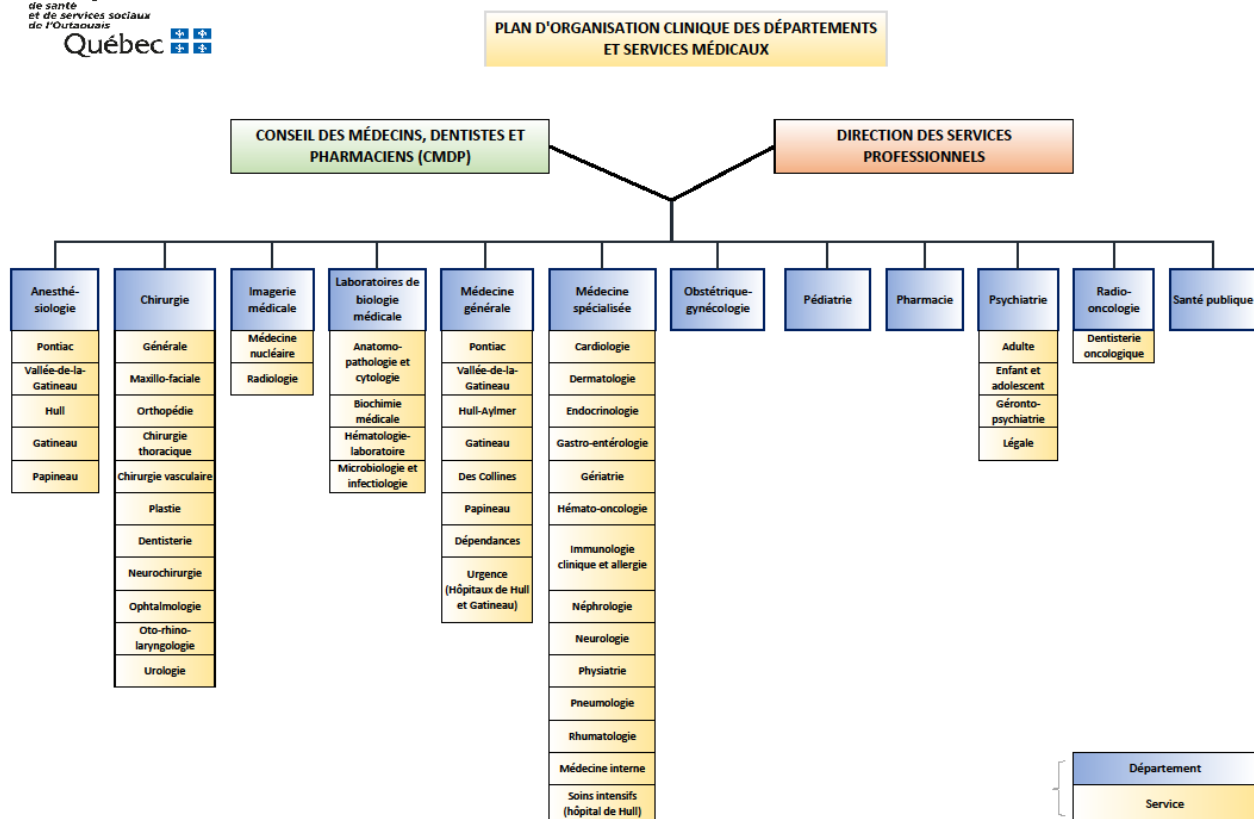 de santé
et de services sociaux
de l'Outaouais
Québec
PLAN D'ORGANISATION CLINIQUE DES DÉPARTEMENTS
ET SERVICES MÉDICAUX
CONSEIL DES MÉDECINS, DENTISTES ET
PHARMACIENS (CMDP)
DIRECTION DES SERVICES
PROFESSIONNELS
Anesthé-
siologie
Pontiac
Vallée-de-la-
Gatineau
Hull
Gatineau
Papineau
Chirurgie
Générale
Maxillo-faciale
Orthopédie
Chirurgie
thoracique
Chirurgie vasculaire
Plastie
Dentisterie
Neurochirurgie
Ophtalmologie
Oto-rhino-
laryngologie
Urologie
Imagerie
médicale
Médecine
nucléaire
Radiologie
Laboratoires de
biologie
médicale
Anatomo-
pathologie et
cytologie
Biochimie
médicale
Hématologie-
laboratoire
Microbiologie et
infectiologie
Médecine
générale
Pontiac
Vallée-de-la-
Gatineau
Hull-Aylmer
Gatineau
Des Collines
Papineau
Dépendances
Urgence
(Hôpitaux de Hull
et Gatineau)
Médecine
spécialisée
Cardiologie
Dermatologie
Endocrinologie
Gastro-entérologie
Gériatrie
Hémato-oncologie
Immunologie
clinique et allergie
Néphrologie
Neurologie
Physiatrie
Pneumologie
Rhumatologie
Médecine interne
Soins intensifs
(hôpital de Hull)
Obstétrique-
gynécologie
Pédiatrie
Pharmacie
Psychiatrie
Adulte
Enfant et
adolescent
Géronto-
psychiatrie
Légale
Radio-
oncologie
Dentisterie
oncologique
Santé publique
Département
Service